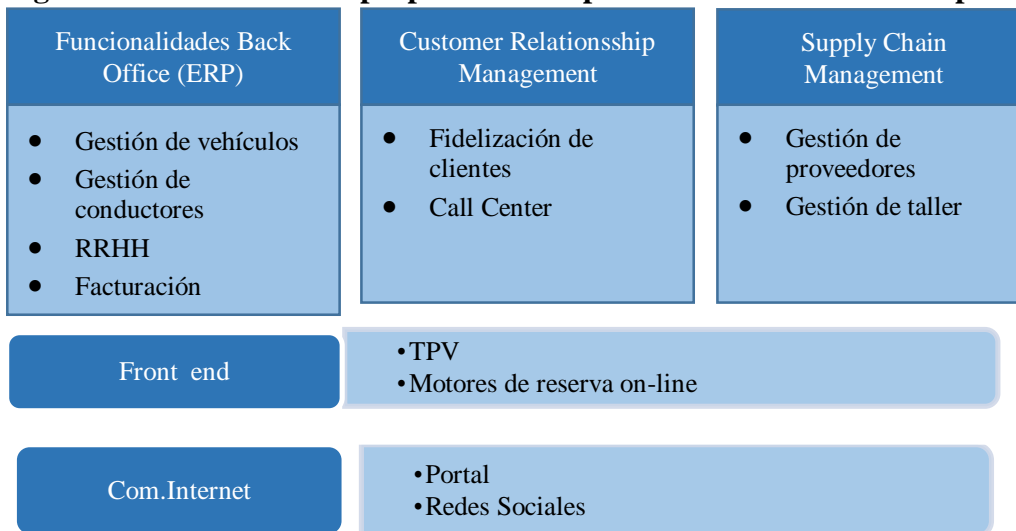 Funcionalidades Back
Office (ERP)
• Gestión de vehículos
• Gestión de
conductores
• RRHH
• Facturación
Customer Relationsship
Management
• Fidelización de
clientes
• Call Center
Supply Chain
Management
• Gestión de
proveedores
• Gestión de taller
Front end
•TPV
•Motores de reserva on-line
Com.Internet
•Portal
•Redes Sociales